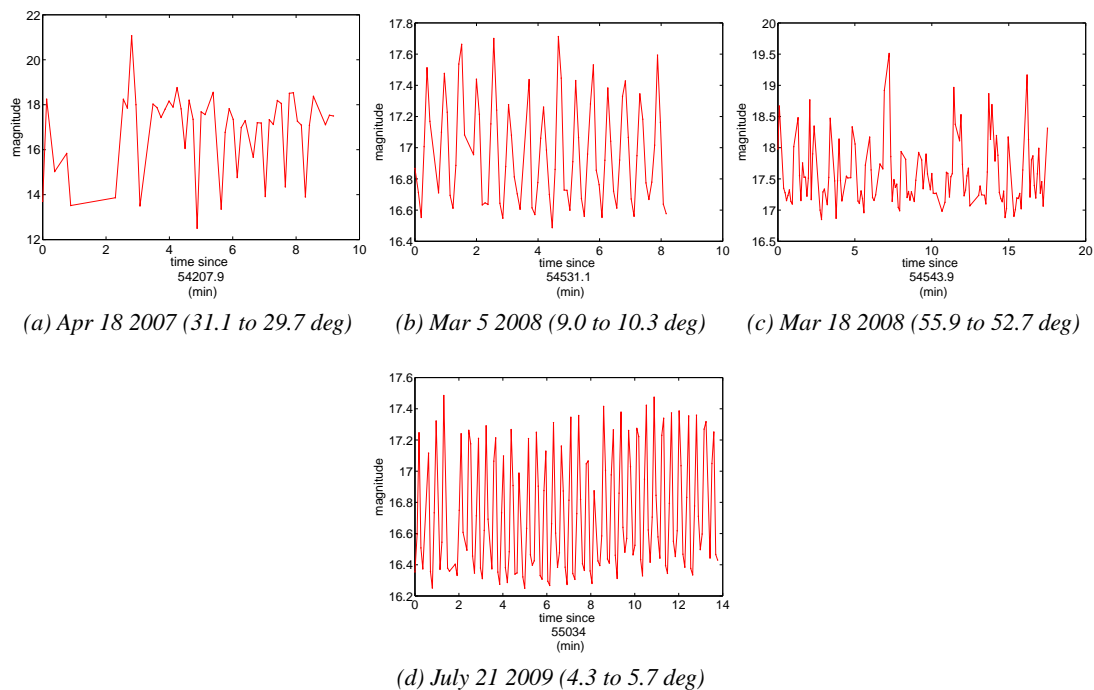 22
20
18
16
14
12
magnitude
0 2 4 6 8 10
time since
54207.9
(min)
(a) Apr 18 2007 (31.1 to 29.7 deg)
17.8
17.6
17.4
17.2
17
16.8
16.6
16.4
magnitude
0 2 4 6 8 10
time since
54531.1
(min)
(b) Mar 5 2008 (9.0 to 10.3 deg)
20
19.5
19
18.5
18
17.5
17
16.5
magnitude
0 5 10 15 20
time since
54543.9
(min)
(c) Mar 18 2008 (55.9 to 52.7 deg)
17.6
17.4
17.2
17
16.8
16.6
16.4
16.2
magnitude
0 2 4 6 8 10 12 14
time since
55034
(min)
(d) July 21 2009 (4.3 to 5.7 deg)